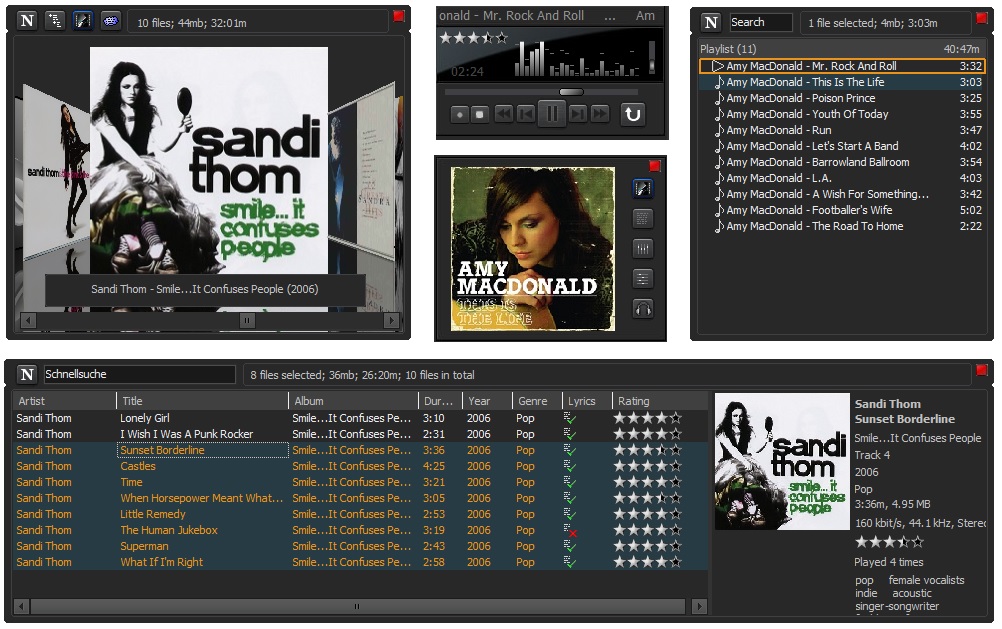 N
10 files; 44mb; 32:01m
sandi thom
sandi
thom
smile... it
confuses
people
Sandi Thom - Smile...It Confuses People (2006)
onald - Mr. Rock And Roll ... Am
02:24
AMY
MACDONALD
THIS IS
THE LIFE
N
Search
1 file selected; 4mb; 3:03m
Playlist (11) 40:47m
Amy MacDonald - Mr. Rock And Roll 3:32
Amy MacDonald - This Is The Life 3:03
Amy MacDonald - Poison Prince 3:25
Amy MacDonald - Youth Of Today 3:55
Amy MacDonald - Run 3:47
Amy MacDonald - Let's Start A Band 4:02
Amy MacDonald - Barrowland Ballroom 3:54
Amy MacDonald - L.A. 4:03
Amy MacDonald - A Wish For Something... 3:42
Amy MacDonald - Footballer's Wife 5:02
Amy MacDonald - The Road To Home 2:22
N
Schnellsuche
8 files selected; 36mb; 26:20m; 10 files in total
Artist Title Album Dur... Year Genre Lyrics Rating
Sandi Thom Lonely Girl Smile...It Confuses Pe... 3:10 2006 Pop
Sandi Thom I Wish I Was A Punk Rocker Smile...It Confuses Pe... 2:31 2006 Pop
Sandi Thom Sunset Borderline Smile...It Confuses Pe... 3:36 2006 Pop
Sandi Thom Castles Smile...It Confuses Pe... 4:25 2006 Pop
Sandi Thom Time Smile...It Confuses Pe... 3:21 2006 Pop
Sandi Thom When Horsepower Meant What... Smile...It Confuses Pe... 3:05 2006 Pop
Sandi Thom Little Remedy Smile...It Confuses Pe... 2:53 2006 Pop
Sandi Thom The Human Jukebox Smile...It Confuses Pe... 3:19 2006 Pop
Sandi Thom Superman Smile...It Confuses Pe... 2:43 2006 Pop
Sandi Thom What If I'm Right Smile...It Confuses Pe... 2:58 2006 Pop
sandi
thom
smile... it
confuses
people
Sandi Thom
Sunset Borderline
Smile...It Confuses People
Track 4
2006
Pop
3:36m, 4.95 MB
160 kbit/s, 44.1 kHz, Stereo
Played 4 times
pop female vocalists
indie acoustic
singer-songwriter